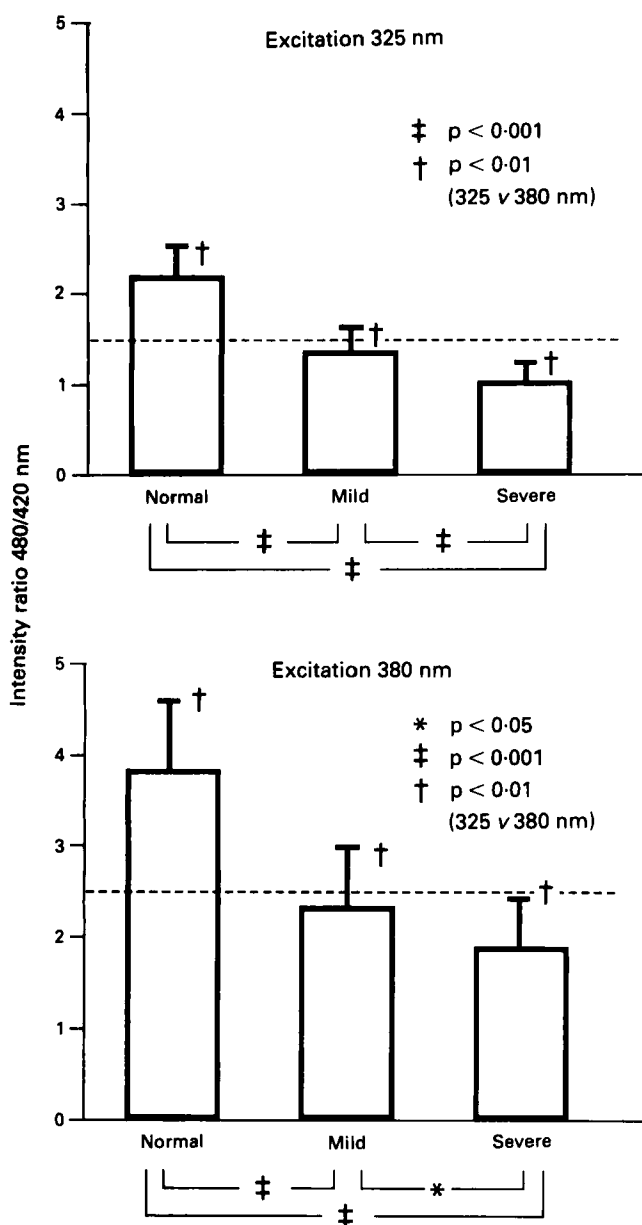 Intensity ratio 480/420 nm
Excitation 325 nm
5
4
3
2
1
0
‡ p < 0·001
† p < 0·01
(325 v 380 nm)
†
†
†
Normal Mild Severe
‡ ‡
‡
Excitation 380 nm
5
4
3
2
1
0
* p < 0·05
‡ p < 0·001
† p < 0·01
(325 v 380 nm)
†
†
†
Normal Mild Severe
‡ *
‡